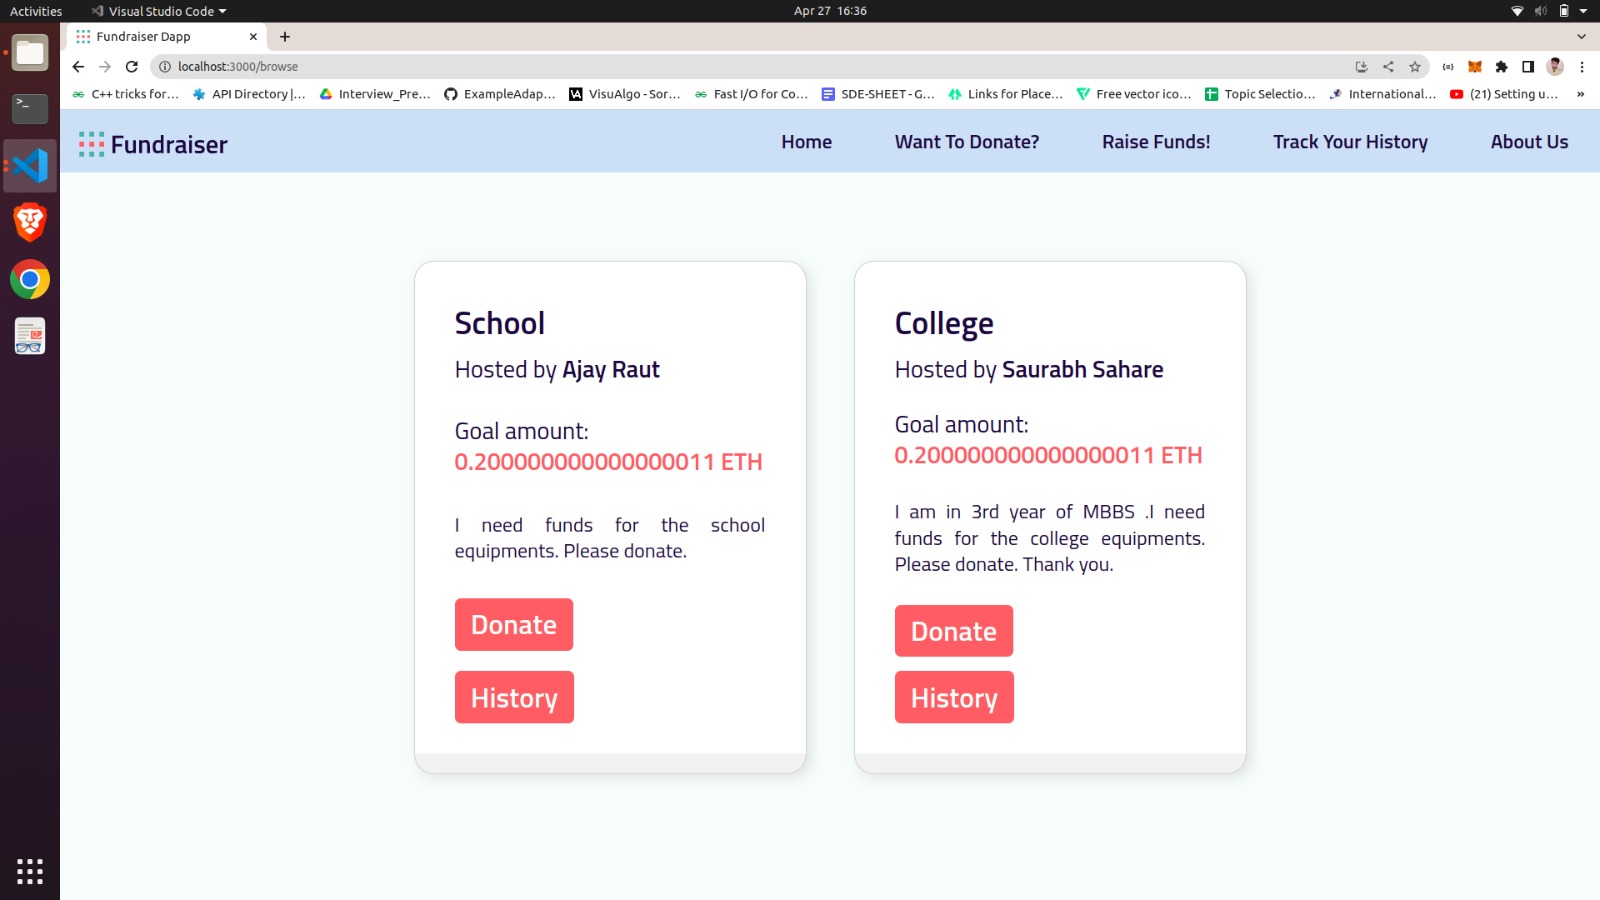 Activities
Visual Studio Code
Apr 27 16:36
Fundraiser Dapp
localhost:3000/browse
C++ tricks for...
API Directory |...
Interview_Pre...
ExampleAdap...
VisuAlgo - Sor...
Fast I/O for Co...
SDE-SHEET - G...
Links for Place...
Free vector ico...
Topic Selectio...
International...
(21) Setting u...
»
Fundraiser
Home
Want To Donate?
Raise Funds!
Track Your History
About Us
School
Hosted by Ajay Raut
Goal amount:
0.200000000000000011 ETH
I need funds for the school
equipments. Please donate.
Donate
History
College
Hosted by Saurabh Sahare
Goal amount:
0.200000000000000011 ETH
I am in 3rd year of MBBS .I need
funds for the college equipments.
Please donate. Thank you.
Donate
History